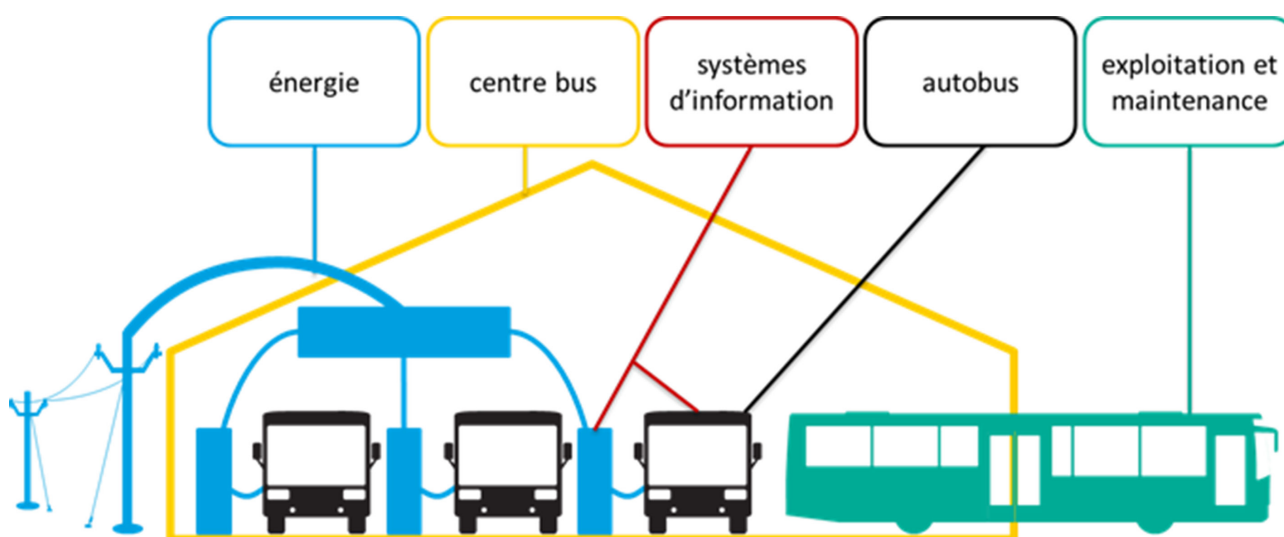 énergie
centre bus
systèmes
d’information
autobus
exploitation et
maintenance